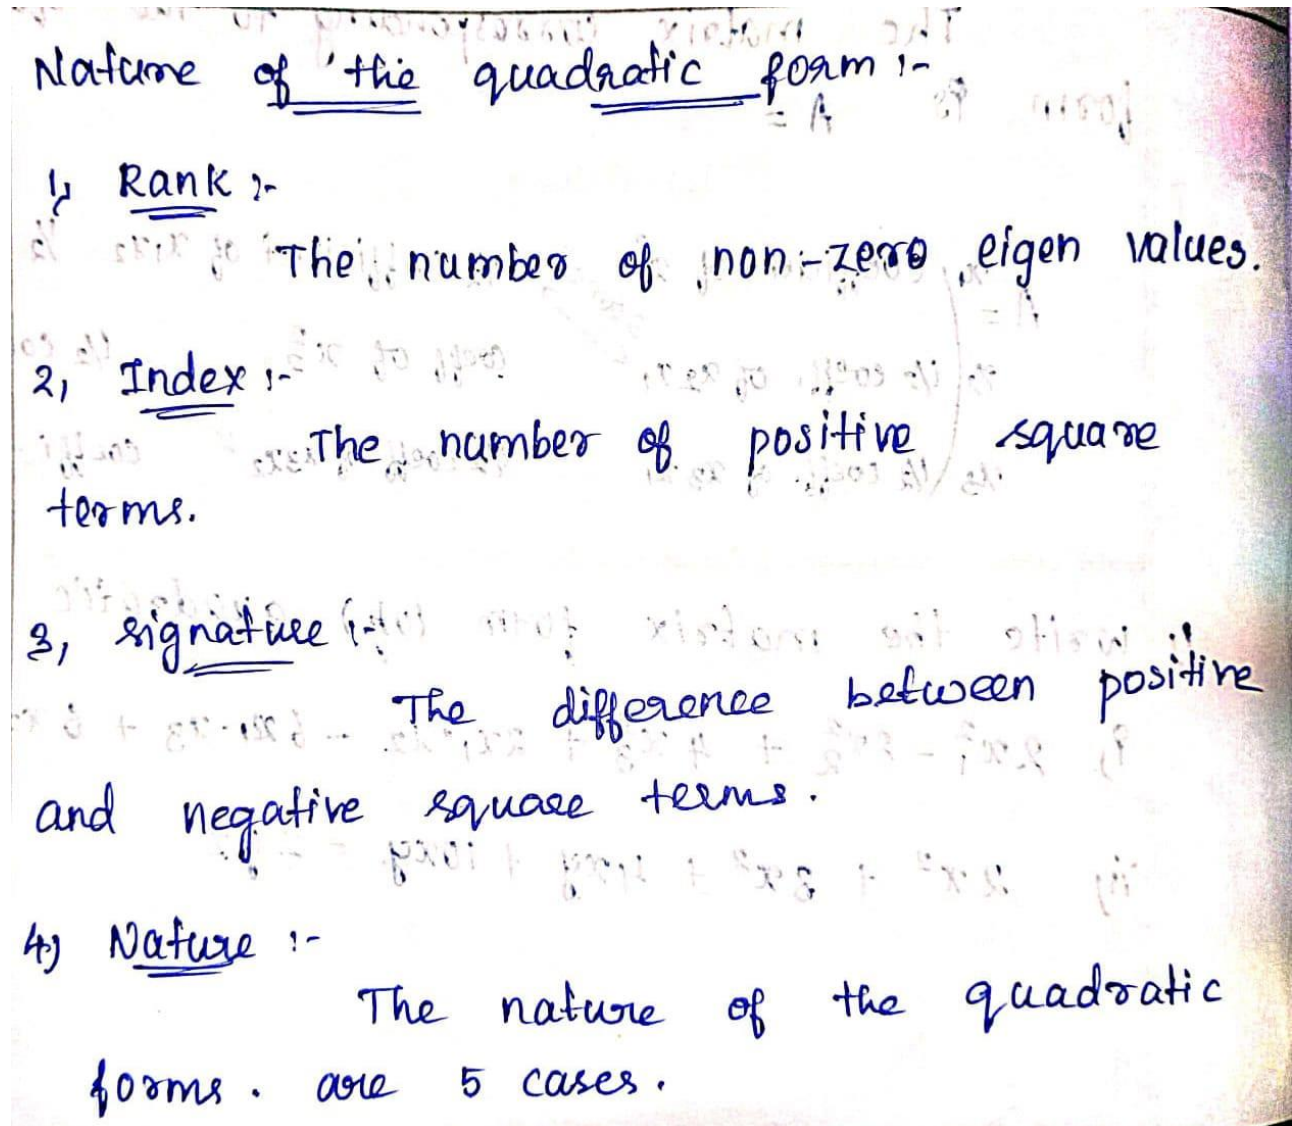 Nature of the quadratic form :-
1) Rank :-
The number of non-zero eigen values.
2, Index :-
The number of positive square
terms.
3, signature :-
The difference between positive
and negative square terms.
4) Nature :-
The nature of the quadratic
forms. are 5 cases.